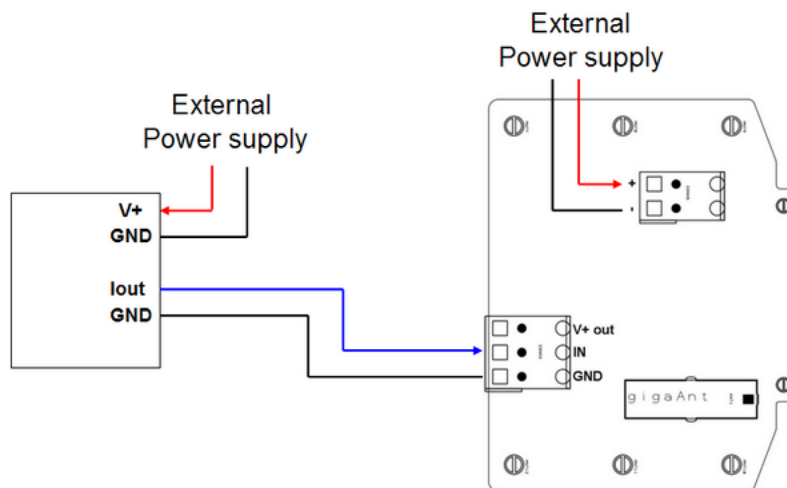 External
Power supply
External
Power supply
V+
GND
Iout
GND
+
-
V+ out
IN
GND
gigaAnt